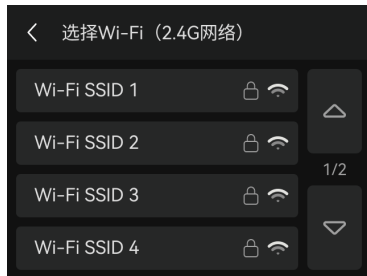 选择Wi-Fi（2.4G网络）
Wi-Fi SSID 1
Wi-Fi SSID 2
1/2
Wi-Fi SSID 3
Wi-Fi SSID 4